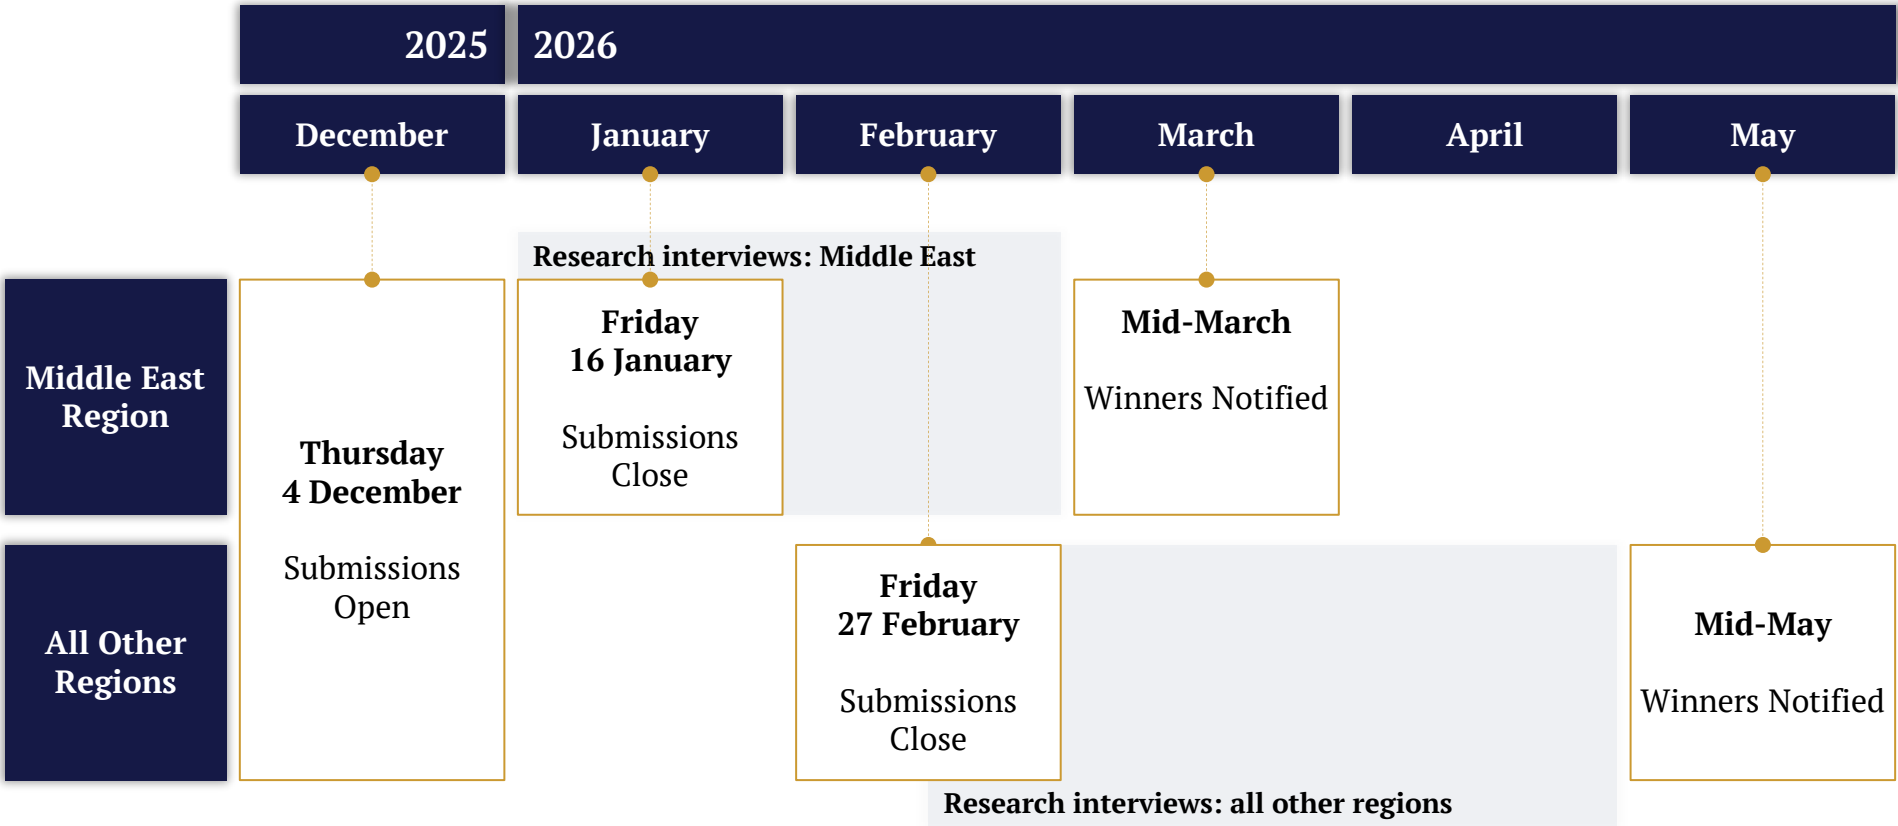 2025
2026
December
January
February
March
April
May
Research interviews: Middle East
Middle East
Region
Thursday
4 December
Submissions
Open
Friday
16 January
Submissions
Close
Mid-March
Winners Notified
All Other
Regions
Friday
27 February
Submissions
Close
Mid-May
Winners Notified
Research interviews: all other regions